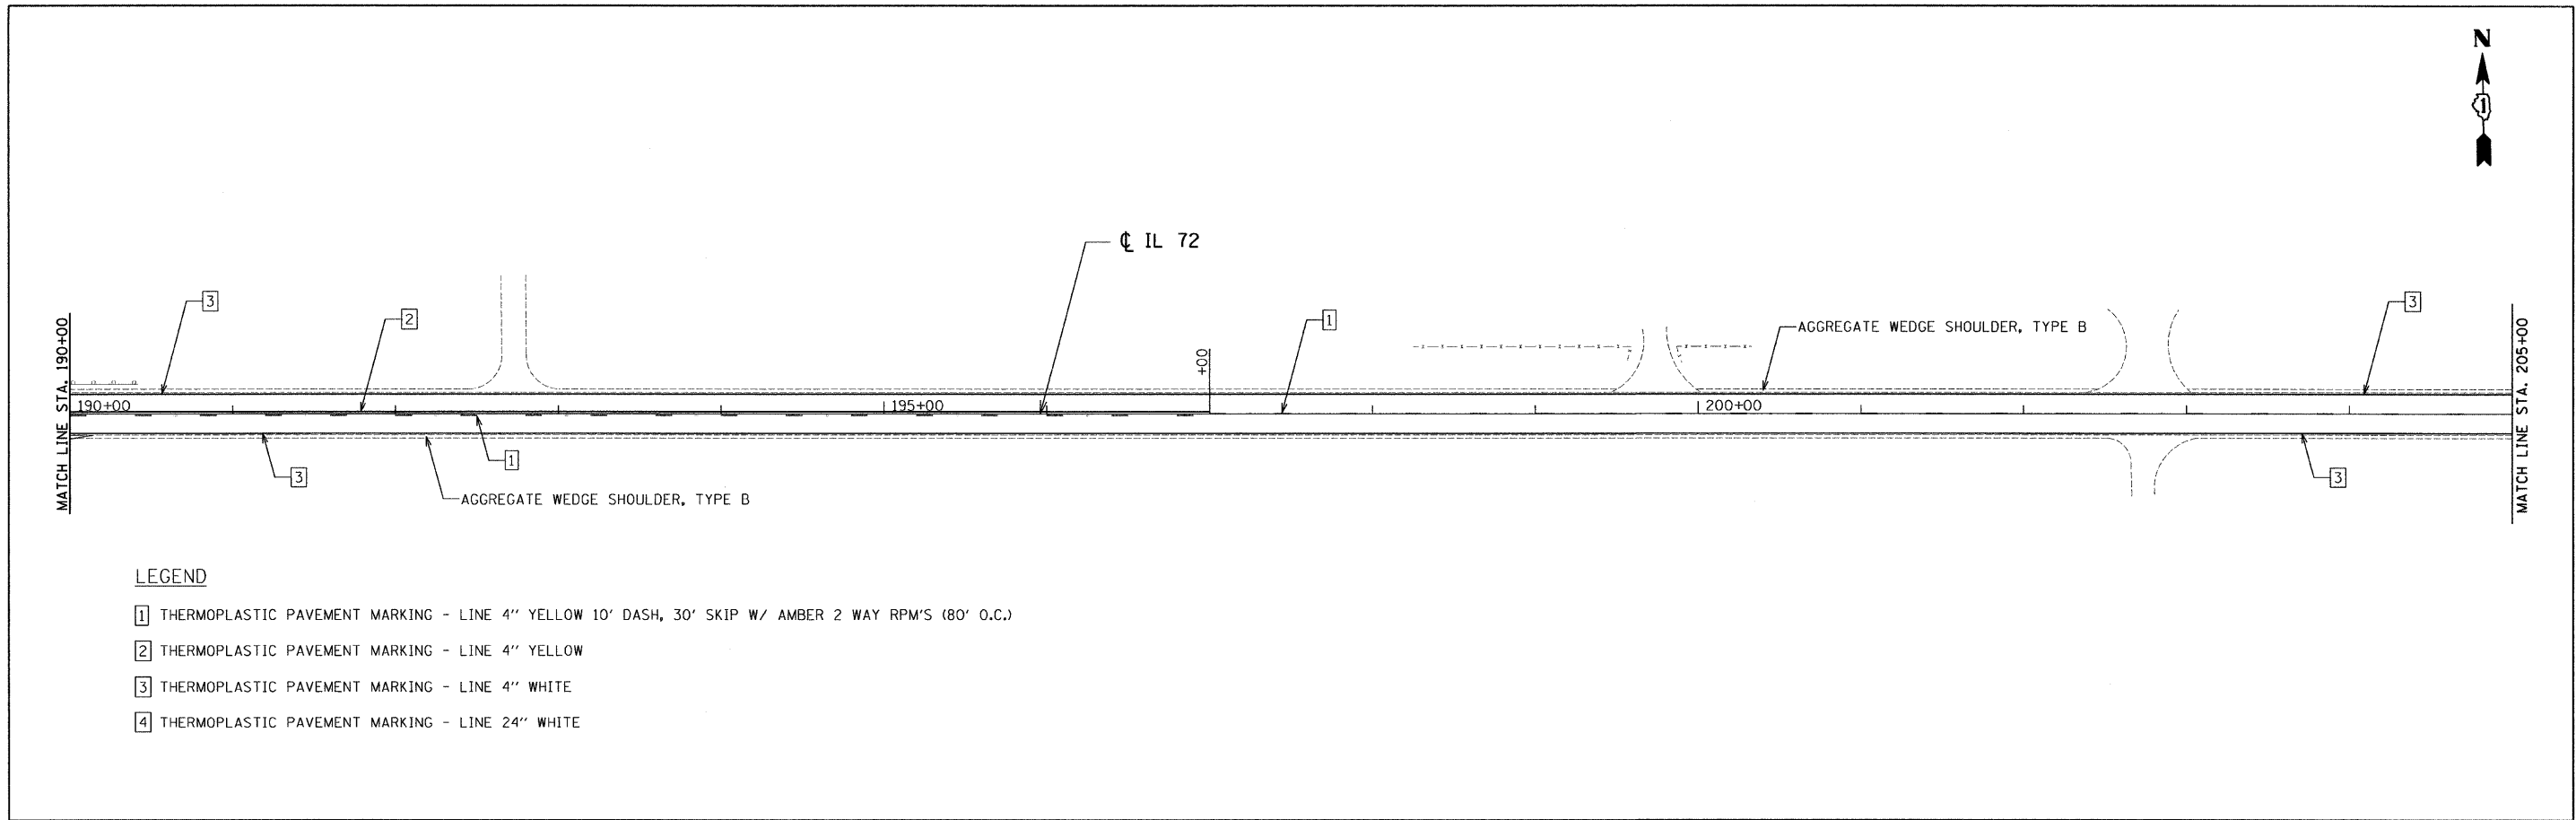 N
1
℄ IL 72
3
2
1
3
AGGREGATE WEDGE SHOULDER, TYPE B
+00
MATCH LINE STA. 190+00
190+00
195+00
200+00
MATCH LINE STA. 205+00
1
3
3
AGGREGATE WEDGE SHOULDER, TYPE B
LEGEND
1 THERMOPLASTIC PAVEMENT MARKING - LINE 4" YELLOW 10' DASH, 30' SKIP W/ AMBER 2 WAY RPM'S (80' O.C.)
2 THERMOPLASTIC PAVEMENT MARKING - LINE 4" YELLOW
3 THERMOPLASTIC PAVEMENT MARKING - LINE 4" WHITE
4 THERMOPLASTIC PAVEMENT MARKING - LINE 24" WHITE